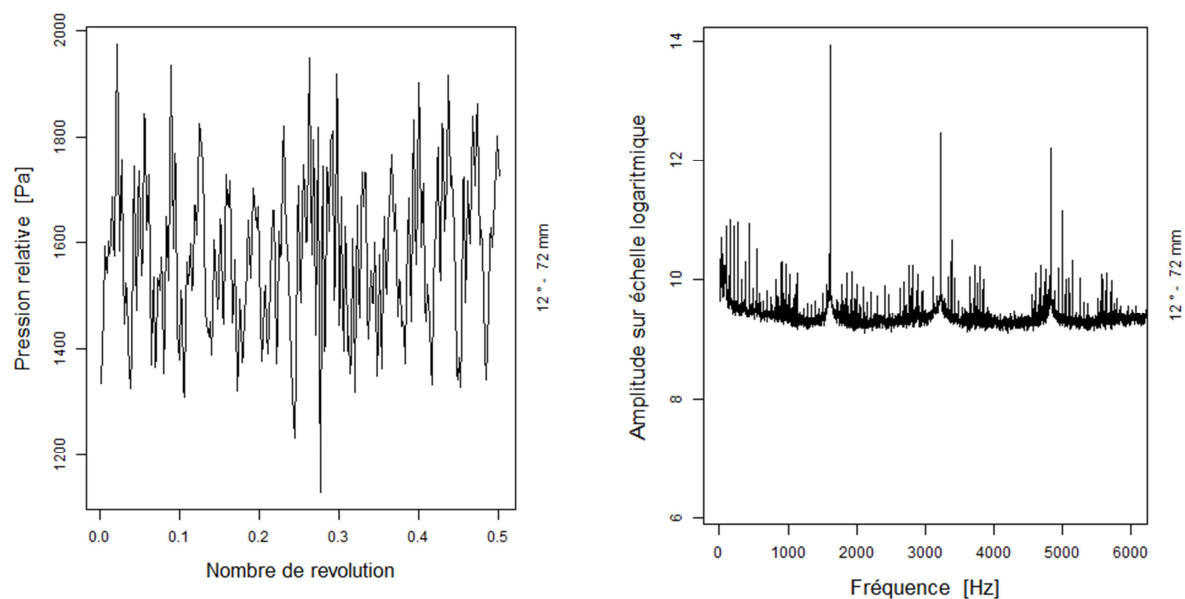 Pression relative [Pa]
2000
1800
1600
1400
1200
0.0 0.1 0.2 0.3 0.4 0.5
Nombre de revolution
12 ° - 72 mm
Amplitude sur échelle logaritmique
14
12
10
8
6
0 1000 2000 3000 4000 5000 6000
Fréquence [Hz]
12 ° - 72 mm